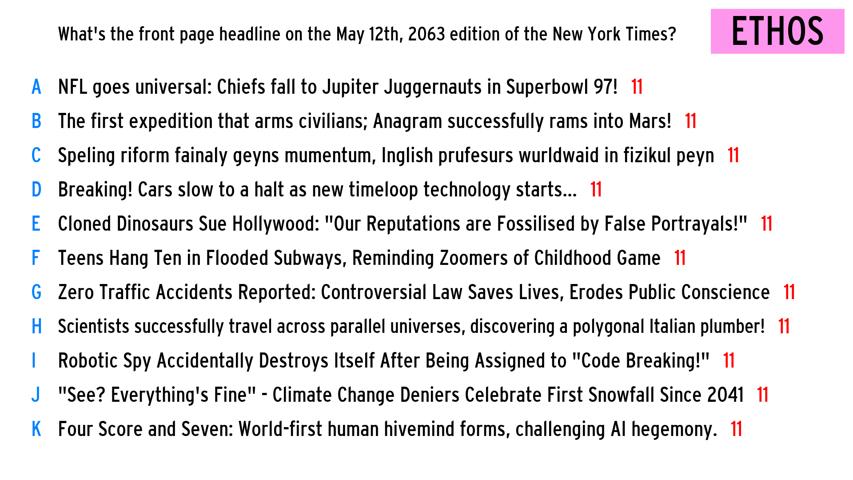 What's the front page headline on the May 12th, 2063 edition of the New York Times?
ETHOS
A NFL goes universal: Chiefs fall to Jupiter Juggernauts in Superbowl 97! 11
B The first expedition that arms civilians; Anagram successfully rams into Mars! 11
C Speling riform fainaly geyns mumentum, Inglish prufesurs wurldwaid in fizikul peyn 11
D Breaking! Cars slow to a halt as new timeloop technology starts... 11
E Cloned Dinosaurs Sue Hollywood: "Our Reputations are Fossilised by False Portrayals!" 11
F Teens Hang Ten in Flooded Subways, Reminding Zoomers of Childhood Game 11
G Zero Traffic Accidents Reported: Controversial Law Saves Lives, Erodes Public Conscience 11
H Scientists successfully travel across parallel universes, discovering a polygonal Italian plumber! 11
I Robotic Spy Accidentally Destroys Itself After Being Assigned to "Code Breaking!" 11
J "See? Everything's Fine" - Climate Change Deniers Celebrate First Snowfall Since 2041 11
K Four Score and Seven: World-first human hivemind forms, challenging AI hegemony. 11